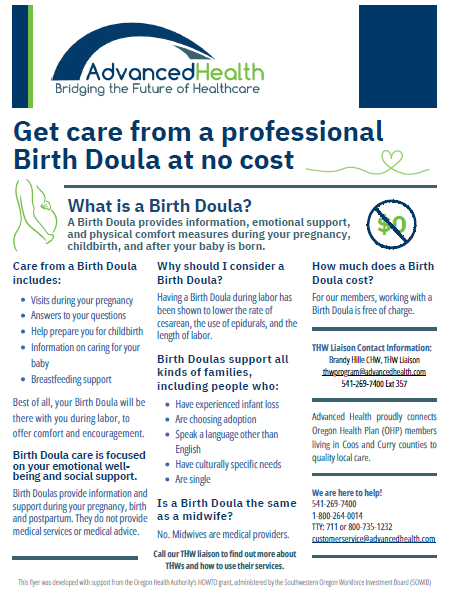 AdvancedHealth
Bridging the Future of Healthcare
Get care from a professional
Birth Doula at no cost
What is a Birth Doula?
A Birth Doula provides information, emotional support,
and physical comfort measures during your pregnancy,
childbirth, and after your baby is born.
$0
Care from a Birth Doula
includes:
• Visits during your pregnancy
• Answers to your questions
• Help prepare you for childbirth
• Information on caring for your
baby
• Breastfeeding support
Best of all, your Birth Doula will be
there with you during labor, to
offer comfort and encouragement.
Birth Doula care is focused
on your emotional well-
being and social support.
Birth Doulas provide information and
support during your pregnancy, birth
and postpartum. They do not provide
medical services or medical advice.
Why should I consider a
Birth Doula?
Having a Birth Doula during labor has
been shown to lower the rate of
cesarean, the use of epidurals, and the
length of labor.
Birth Doulas support all
kinds of families,
including people who:
• Have experienced infant loss
• Are choosing adoption
• Speak a language other than
English
• Have culturally specific needs
• Are single
Is a Birth Doula the same
as a midwife?
No. Midwives are medical providers.
Call our THW liaison to find out more about
THWs and how to use their services.
How much does a Birth
Doula cost?
For our members, working with a
Birth Doula is free of charge.
THW Liaison Contact Information:
Brandy Hille CHW, THW Liaison
thwprogram@advancedhealth.com
541-269-7400 Ext 357
Advanced Health proudly connects
Oregon Health Plan (OHP) members
living in Coos and Curry counties to
quality local care.
We are here to help!
541-269-7400
1-800-264-0014
TTY: 711 or 800-735-1232
customerservice@advancedhealth.com
This flyer was developed with support from the Oregon Health Authority's HOWTO grant, administered by the Southwestern Oregon Workforce Investment Board (SOWIB)